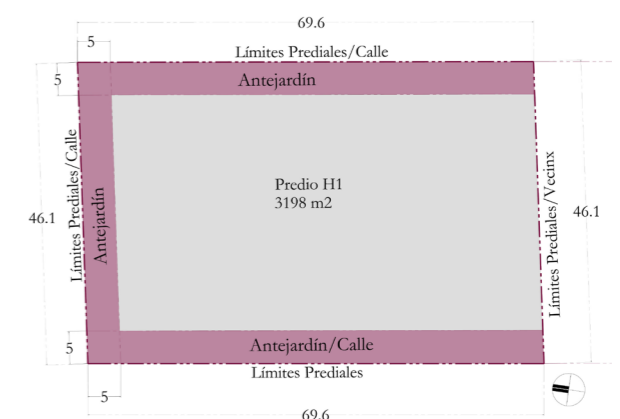 69.6
5
Límites Prediales/Calle
5
Antejardín
Límites Prediales/Calle
Antejardín
46.1
Predio H1
3198 m2
Límites Prediales/Vecinx
46.1
5
Antejardín/Calle
Límites Prediales
5
69.6